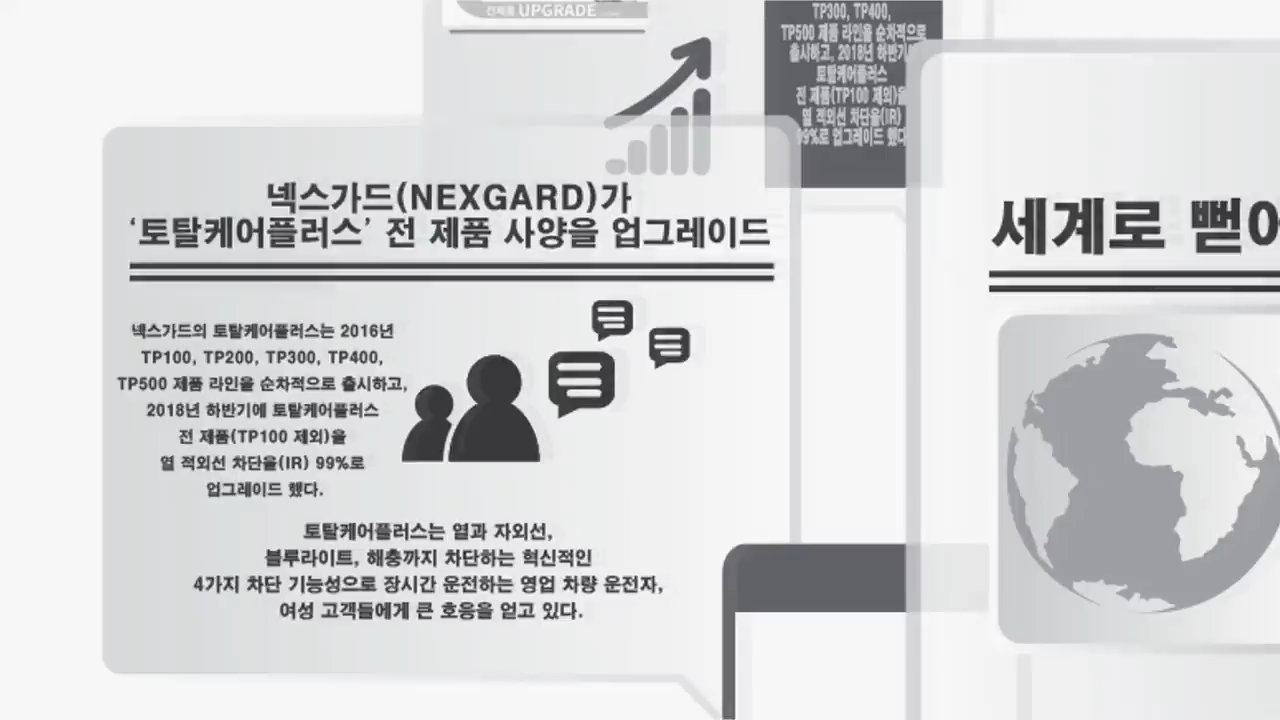 UPGRADE
TP300, TP400,
TP500 제품 라인을 순차적으로
출시하고, 2018년 하반기
토탈케어플러스
전 제품(TP100 제외)을
열 적외선 차단율(IR)
99%로 업그레이드 했다
넥스가드(NEXGARD)가
‘토탈케어플러스’ 전 제품 사양을 업그레이드
넥스가드의 토탈케어플러스는 2016년
TP100, TP200, TP300, TP400,
TP500 제품 라인을 순차적으로 출시하고,
2018년 하반기에 토탈케어플러스
전 제품(TP100 제외)을
열 적외선 차단율(IR) 99%로
업그레이드 했다.
토탈케어플러스는 열과 자외선,
블루라이트, 해충까지 차단하는 혁신적인
4가지 차단 기능성으로 장시간 운전하는 영업 차량 운전자,
여성 고객들에게 큰 호응을 얻고 있다.
세계로 뻗어